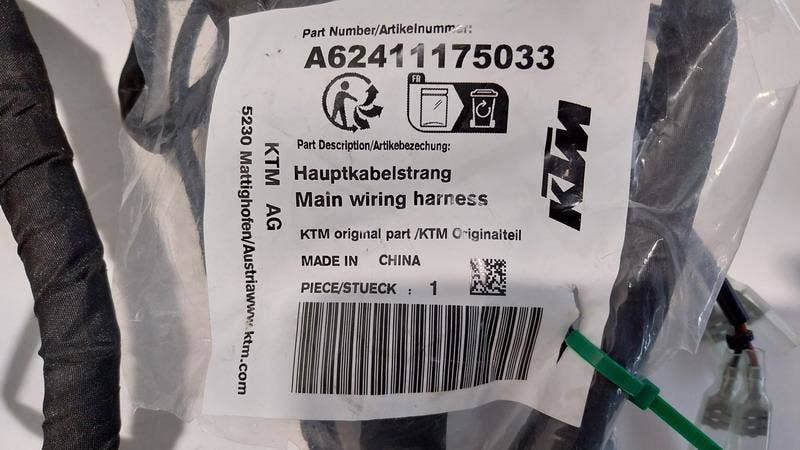 Part Number/Artikelnummer:
A62411175033
FR
Part Description/Artikebezechung:
Hauptkabelstrang
Main wiring harness
KTM original part /KTM Originalteil
MADE IN CHINA
PIECE/STUECK : 1
KTM AG
5230 Mattighofen/Austriawww.ktm.com
KTM